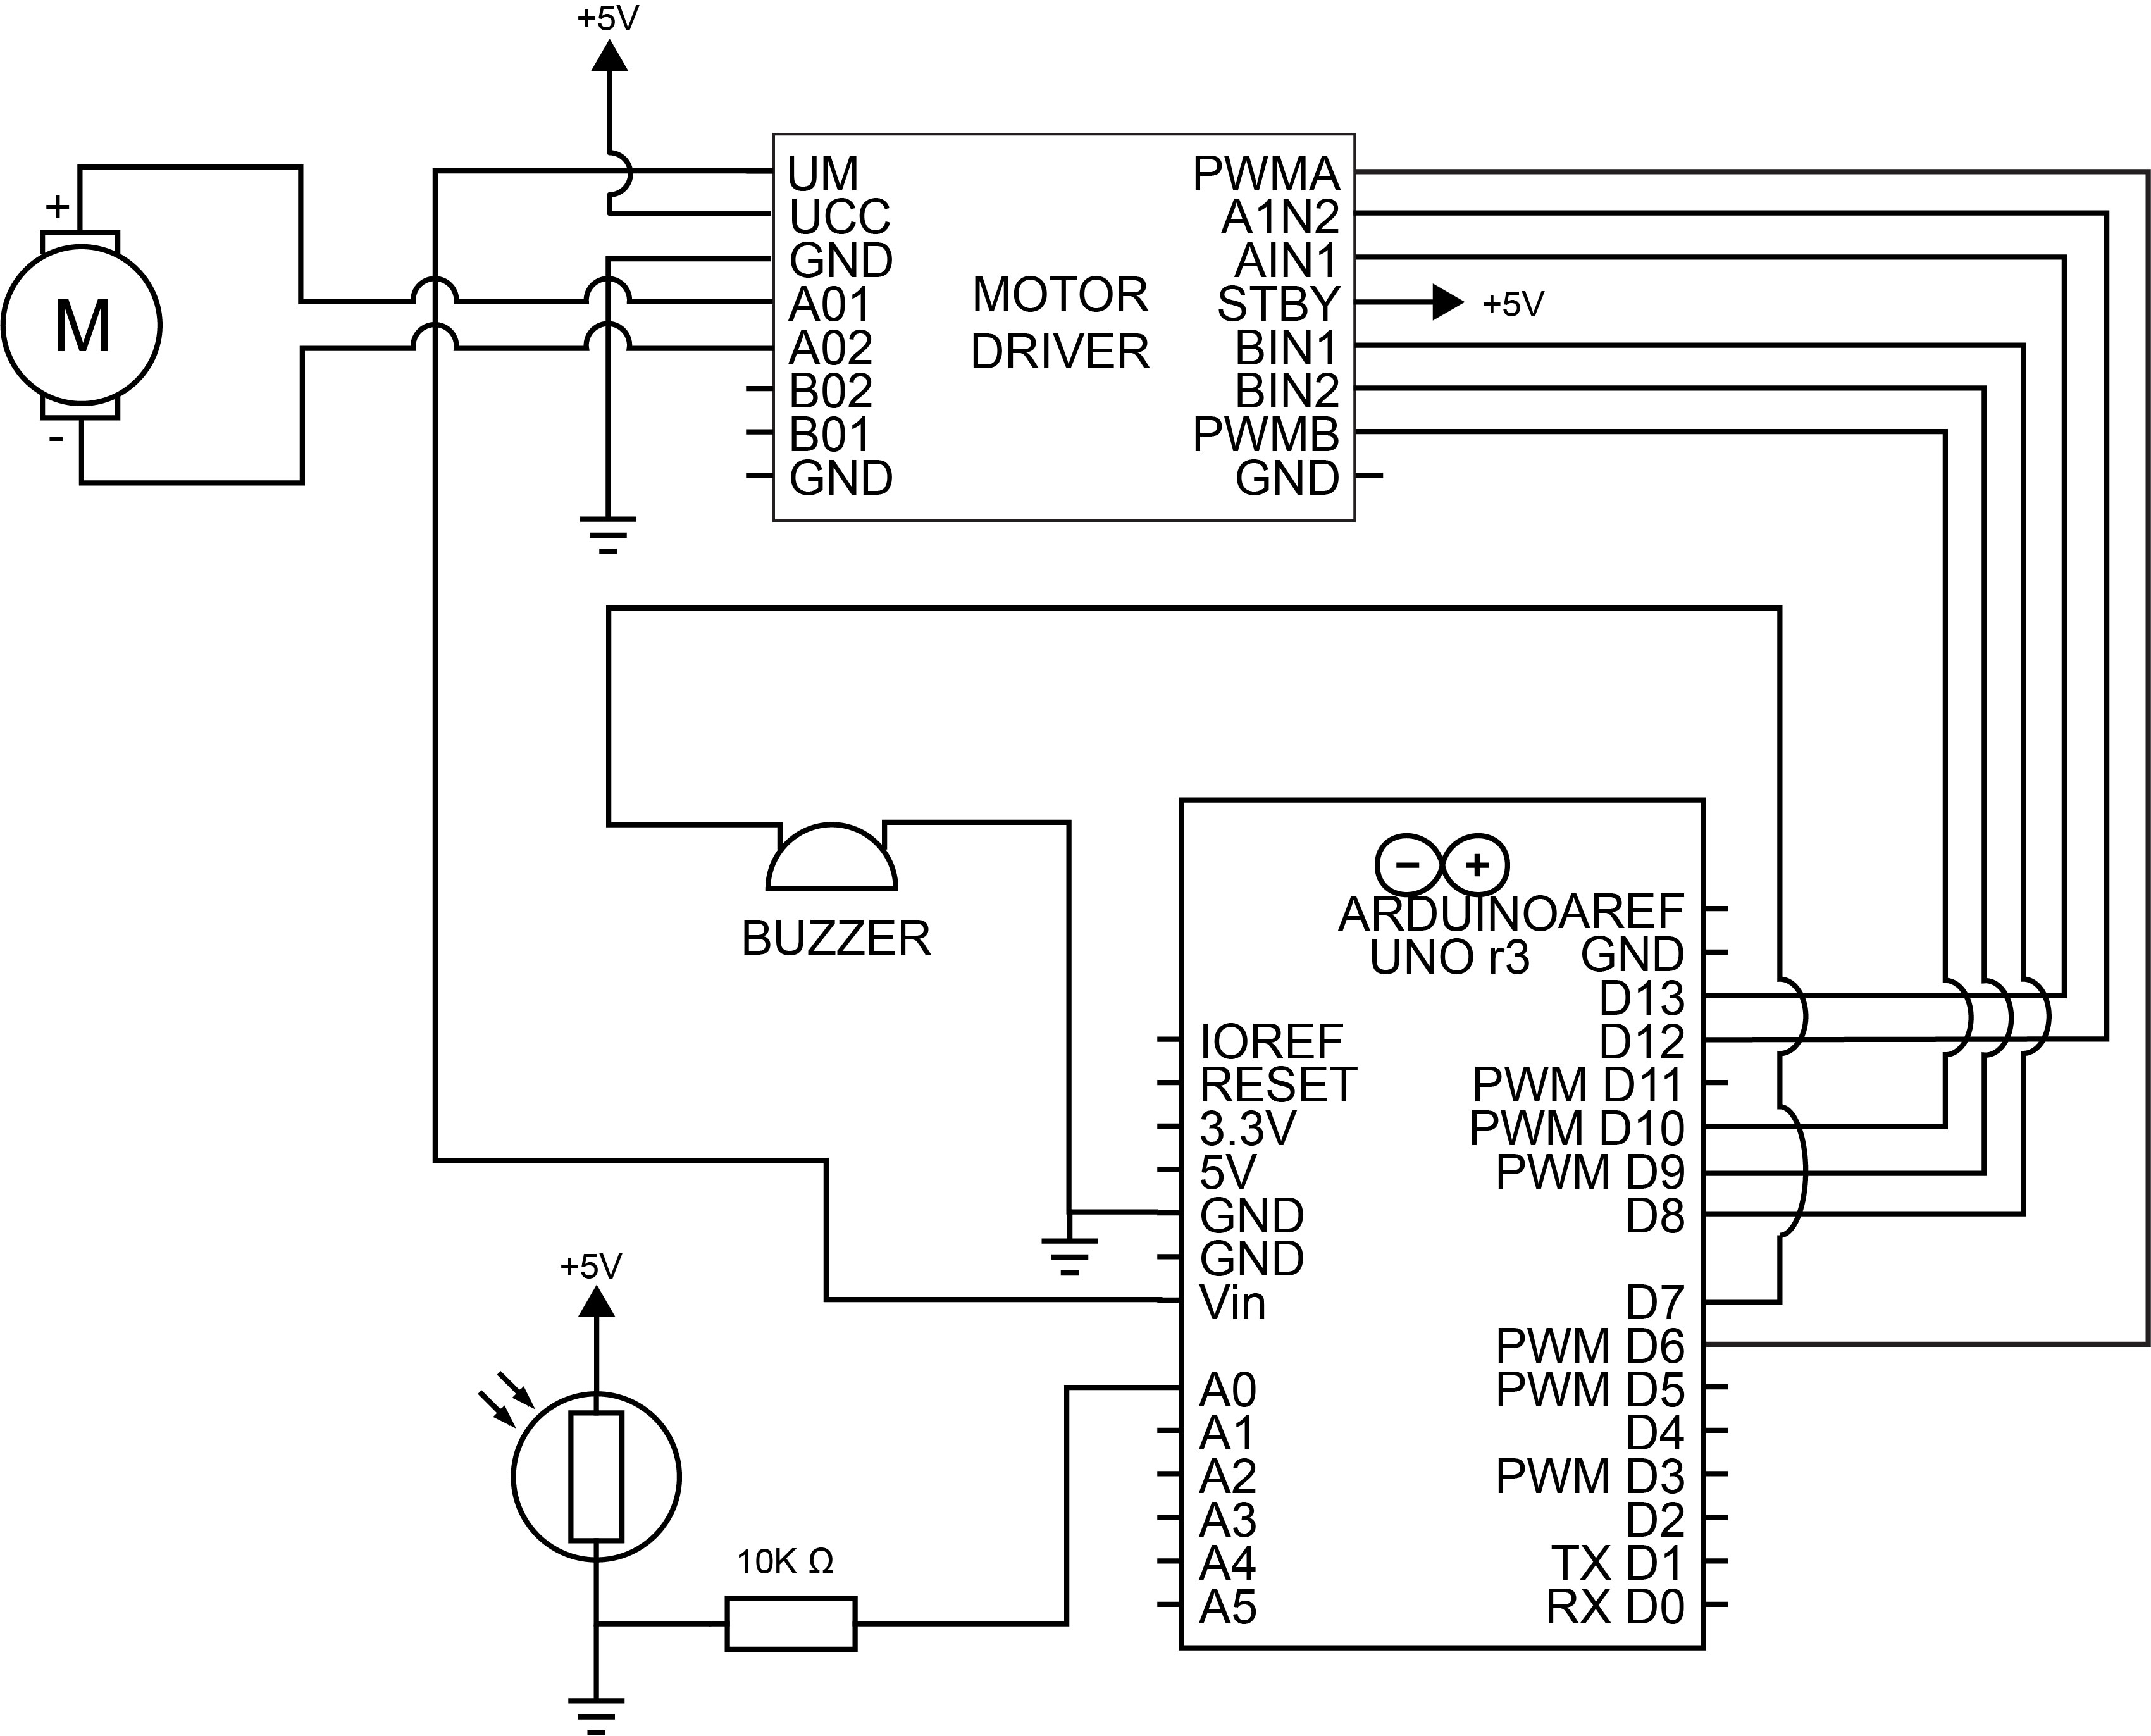 +5V
+
M
-
UM
UCC
GND
A01
A02
B02
B01
GND
MOTOR
DRIVER
PWMA
A1N2
AIN1
STBY
BIN1
BIN2
PWMB
GND
+5V
BUZZER
- +
ARDUINO
UNO r3
IOREF
RESET
3.3V
5V
GND
GND
Vin
A0
A1
A2
A3
A4
A5
AREF
GND
D13
D12
PWM D11
PWM D10
PWM D9
D8
D7
PWM D6
PWM D5
D4
PWM D3
D2
TX D1
RX D0
+5V
10K Ω